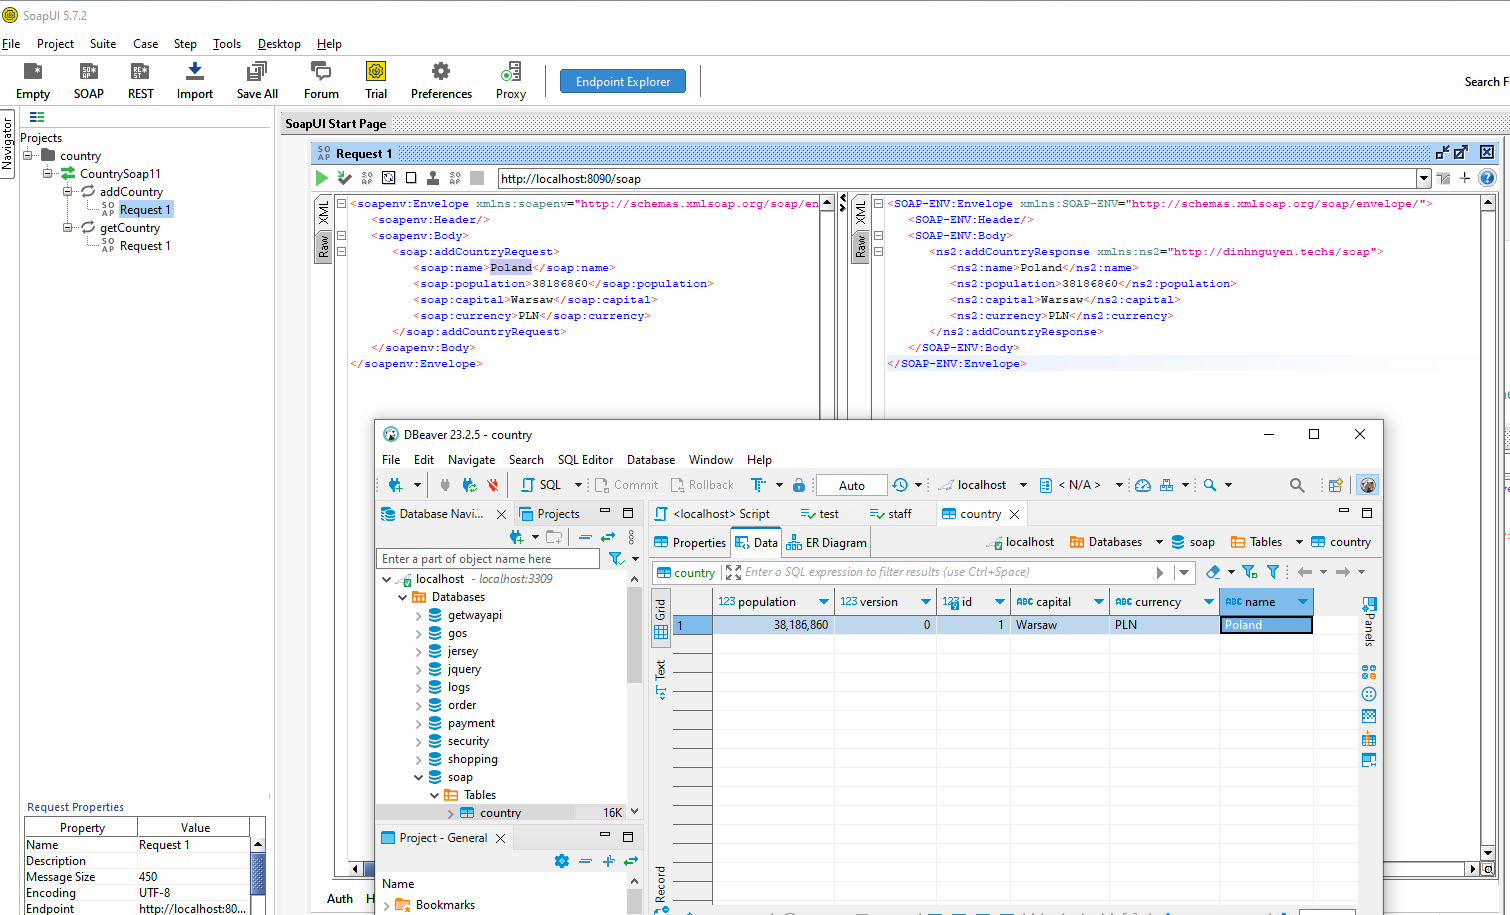 SoapUI 5.7.2
File Project Suite Case Step Tools Desktop Help
Empty SOAP REST Import Save All Forum Trial Preferences Proxy Endpoint Explorer
Navigator
Projects
country
CountrySoap11
addCountry
Request 1
getCountry
Request 1
SoapUI Start Page
Request 1
http://localhost:8090/soap
XML
Raw
<soapenv:Envelope xmlns:soapenv="http://schemas.xmlsoap.org/soap/en
<soapenv:Header/>
<soapenv:Body>
<soap:addCountryRequest>
<soap:name>Poland</soap:name>
<soap:population>38186860</soap:population>
<soap:capital>Warsaw</soap:capital>
<soap:currency>PLN</soap:currency>
</soap:addCountryRequest>
</soapenv:Body>
</soapenv:Envelope>
XML
Raw
<SOAP-ENV:Envelope xmlns:SOAP-ENV="http://schemas.xmlsoap.org/soap/envelope/">
<SOAP-ENV:Header/>
<SOAP-ENV:Body>
<ns2:addCountryResponse xmlns:ns2="http://dinhnguyen.techs/soap">
<ns2:name>Poland</ns2:name>
<ns2:population>38186860</ns2:population>
<ns2:capital>Warsaw</ns2:capital>
<ns2:currency>PLN</ns2:currency>
</ns2:addCountryResponse>
</SOAP-ENV:Body>
</SOAP-ENV:Envelope>
Request Properties
Property Value
Name Request 1
Description
Message Size 450
Encoding UTF-8
Endpoint http://localhost:80...
Auth
DBeaver 23.2.5 - country
File Edit Navigate Search SQL Editor Database Window Help
SQL Commit Rollback Auto localhost < N/A >
Database Navi... Projects
Enter a part of object name here
localhost - localhost:3309
Databases
getwayapi
gos
jersey
jquery
logs
order
payment
security
shopping
soap
Tables
country 16K
Project - General
Name
Bookmarks
<localhost> Script test staff country
Properties Data ER Diagram localhost Databases soap Tables country
country Enter a SQL expression to filter results (use Ctrl+Space)
Grid
Text
Record
123 population 123 version 123 id ABC capital ABC currency ABC name
1 38,186,860 0 1 Warsaw PLN Poland
Panels